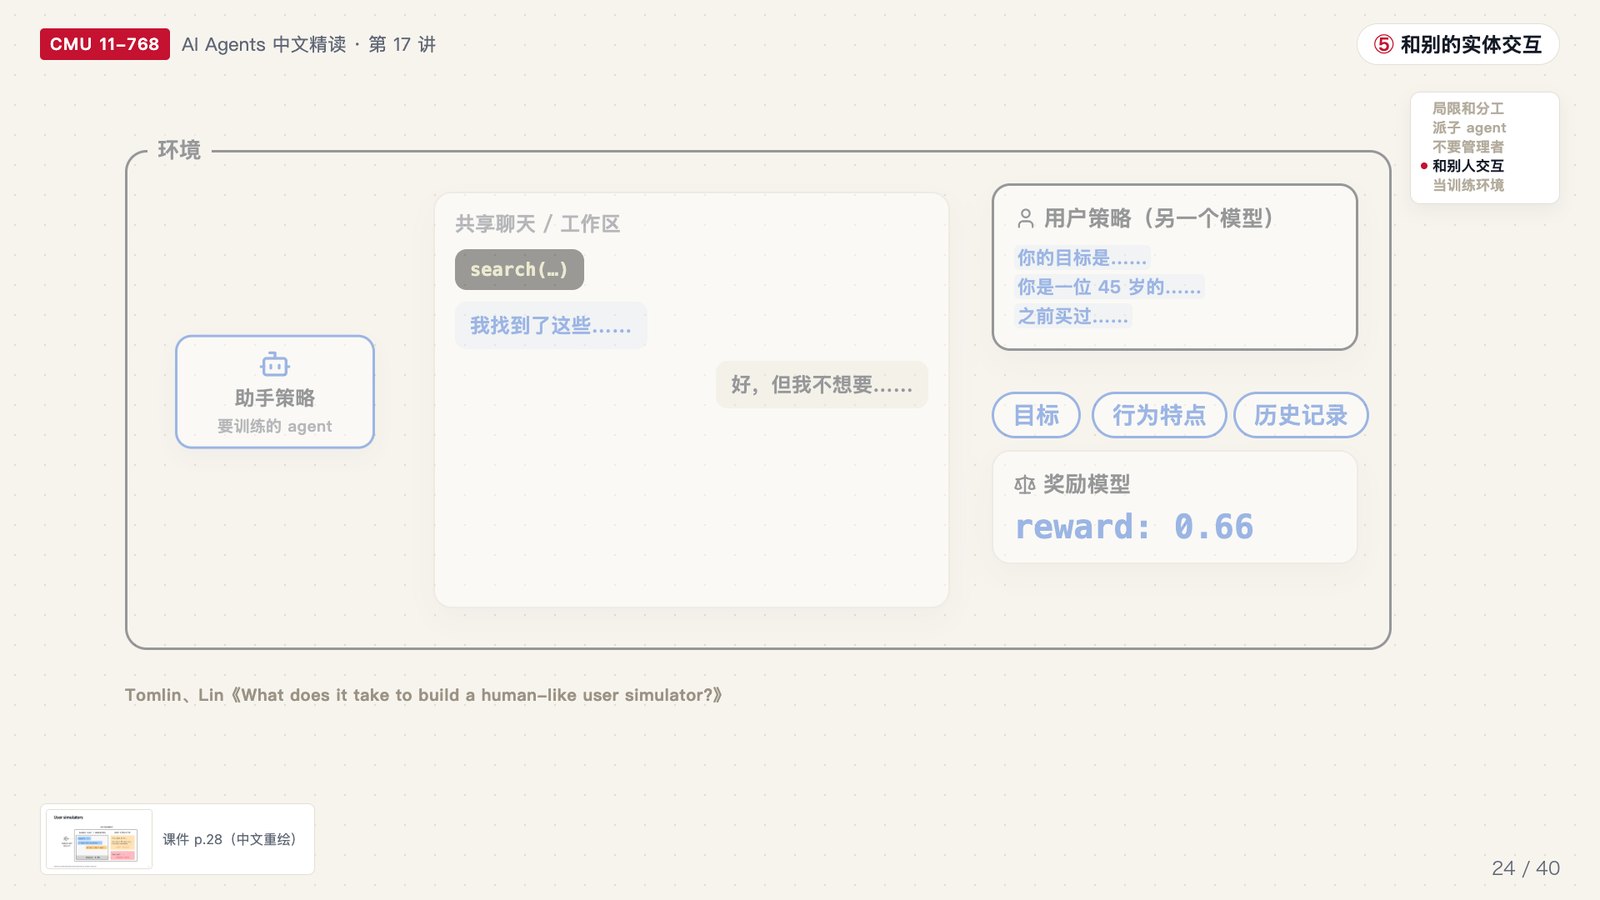 CMU 11-768 AI Agents 中文精读 · 第 17 讲
⑤ 和别的实体交互
局限和分工
派子 agent
不要管理者
和别人交互
当训练环境
环境
助手策略
要训练的 agent
共享聊天 / 工作区
search(…)
我找到了这些……
好，但我不想要……
用户策略（另一个模型）
你的目标是……
你是一位 45 岁的……
之前买过……
目标 行为特点 历史记录
奖励模型
reward: 0.66
Tomlin、Lin《What does it take to build a human-like user simulator?》
User simulators
课件 p.28（中文重绘）
24 / 40